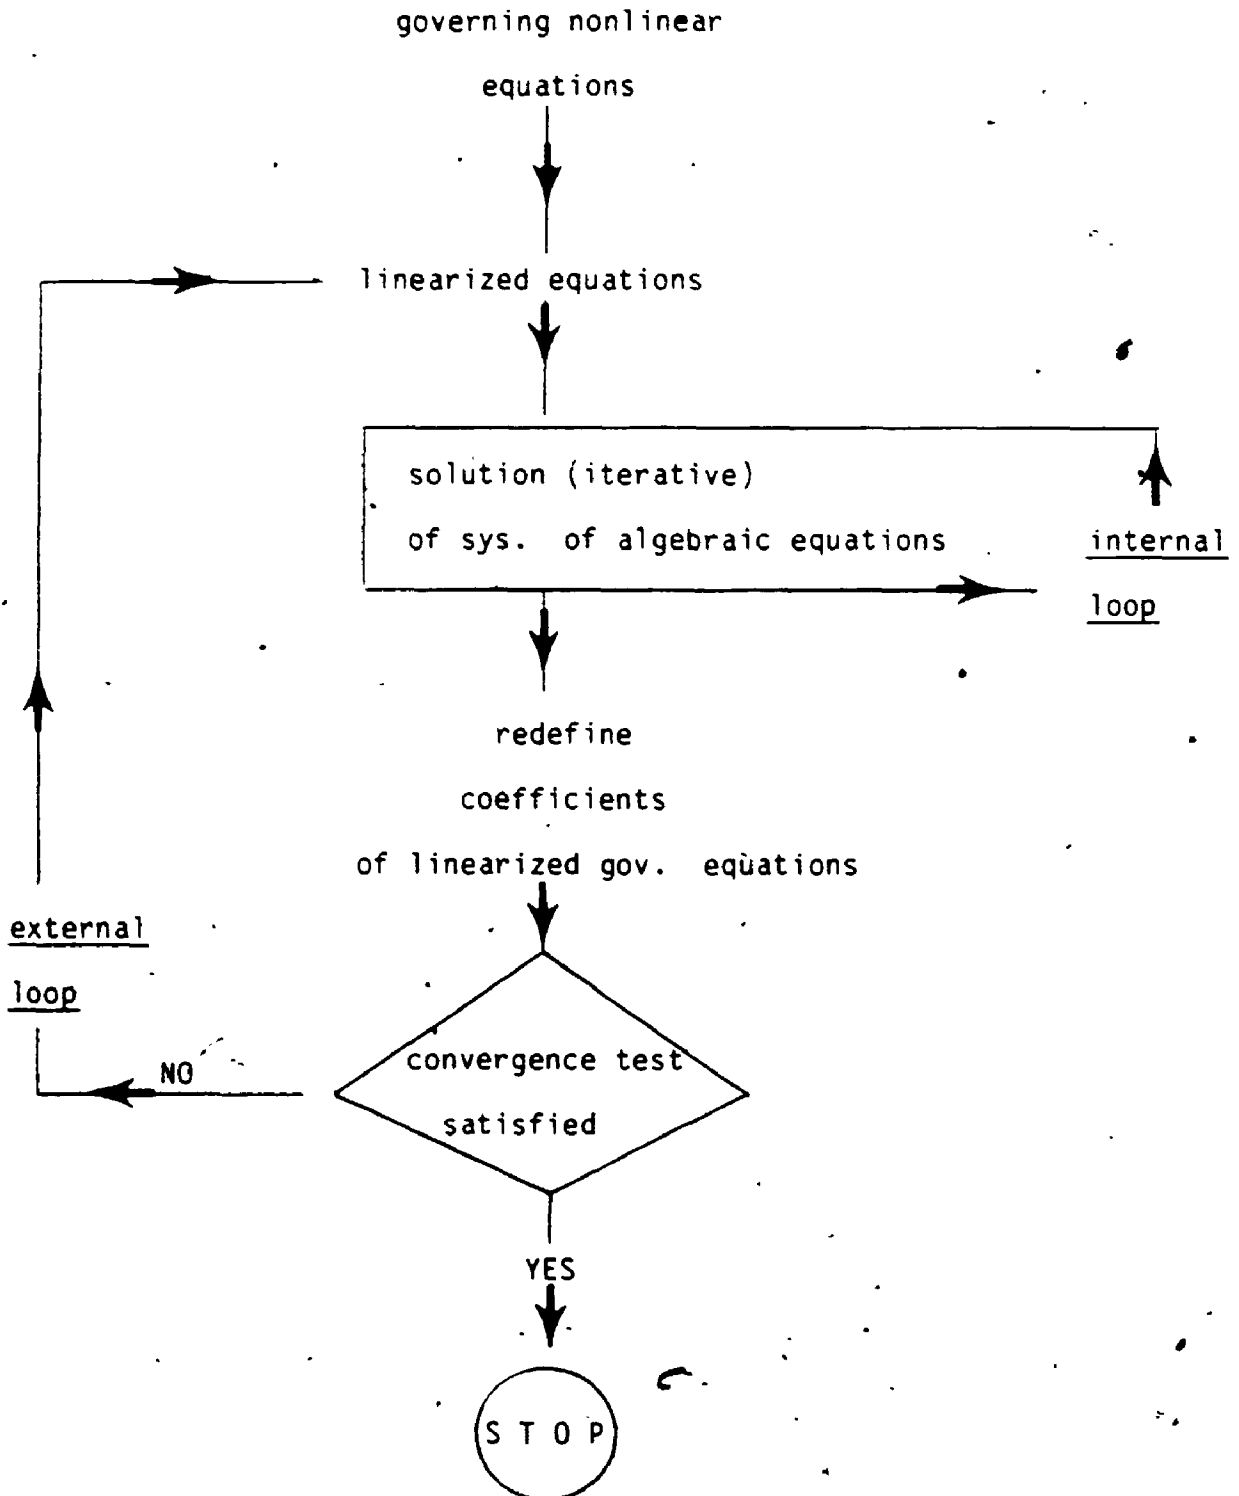 governing nonlinear
equations
linearized equations
solution (iterative)
of sys. of algebraic equations
internal
loop
redefine
coefficients
of linearized gov. equations
external
loop
convergence test
satisfied
NO
YES
S T O P